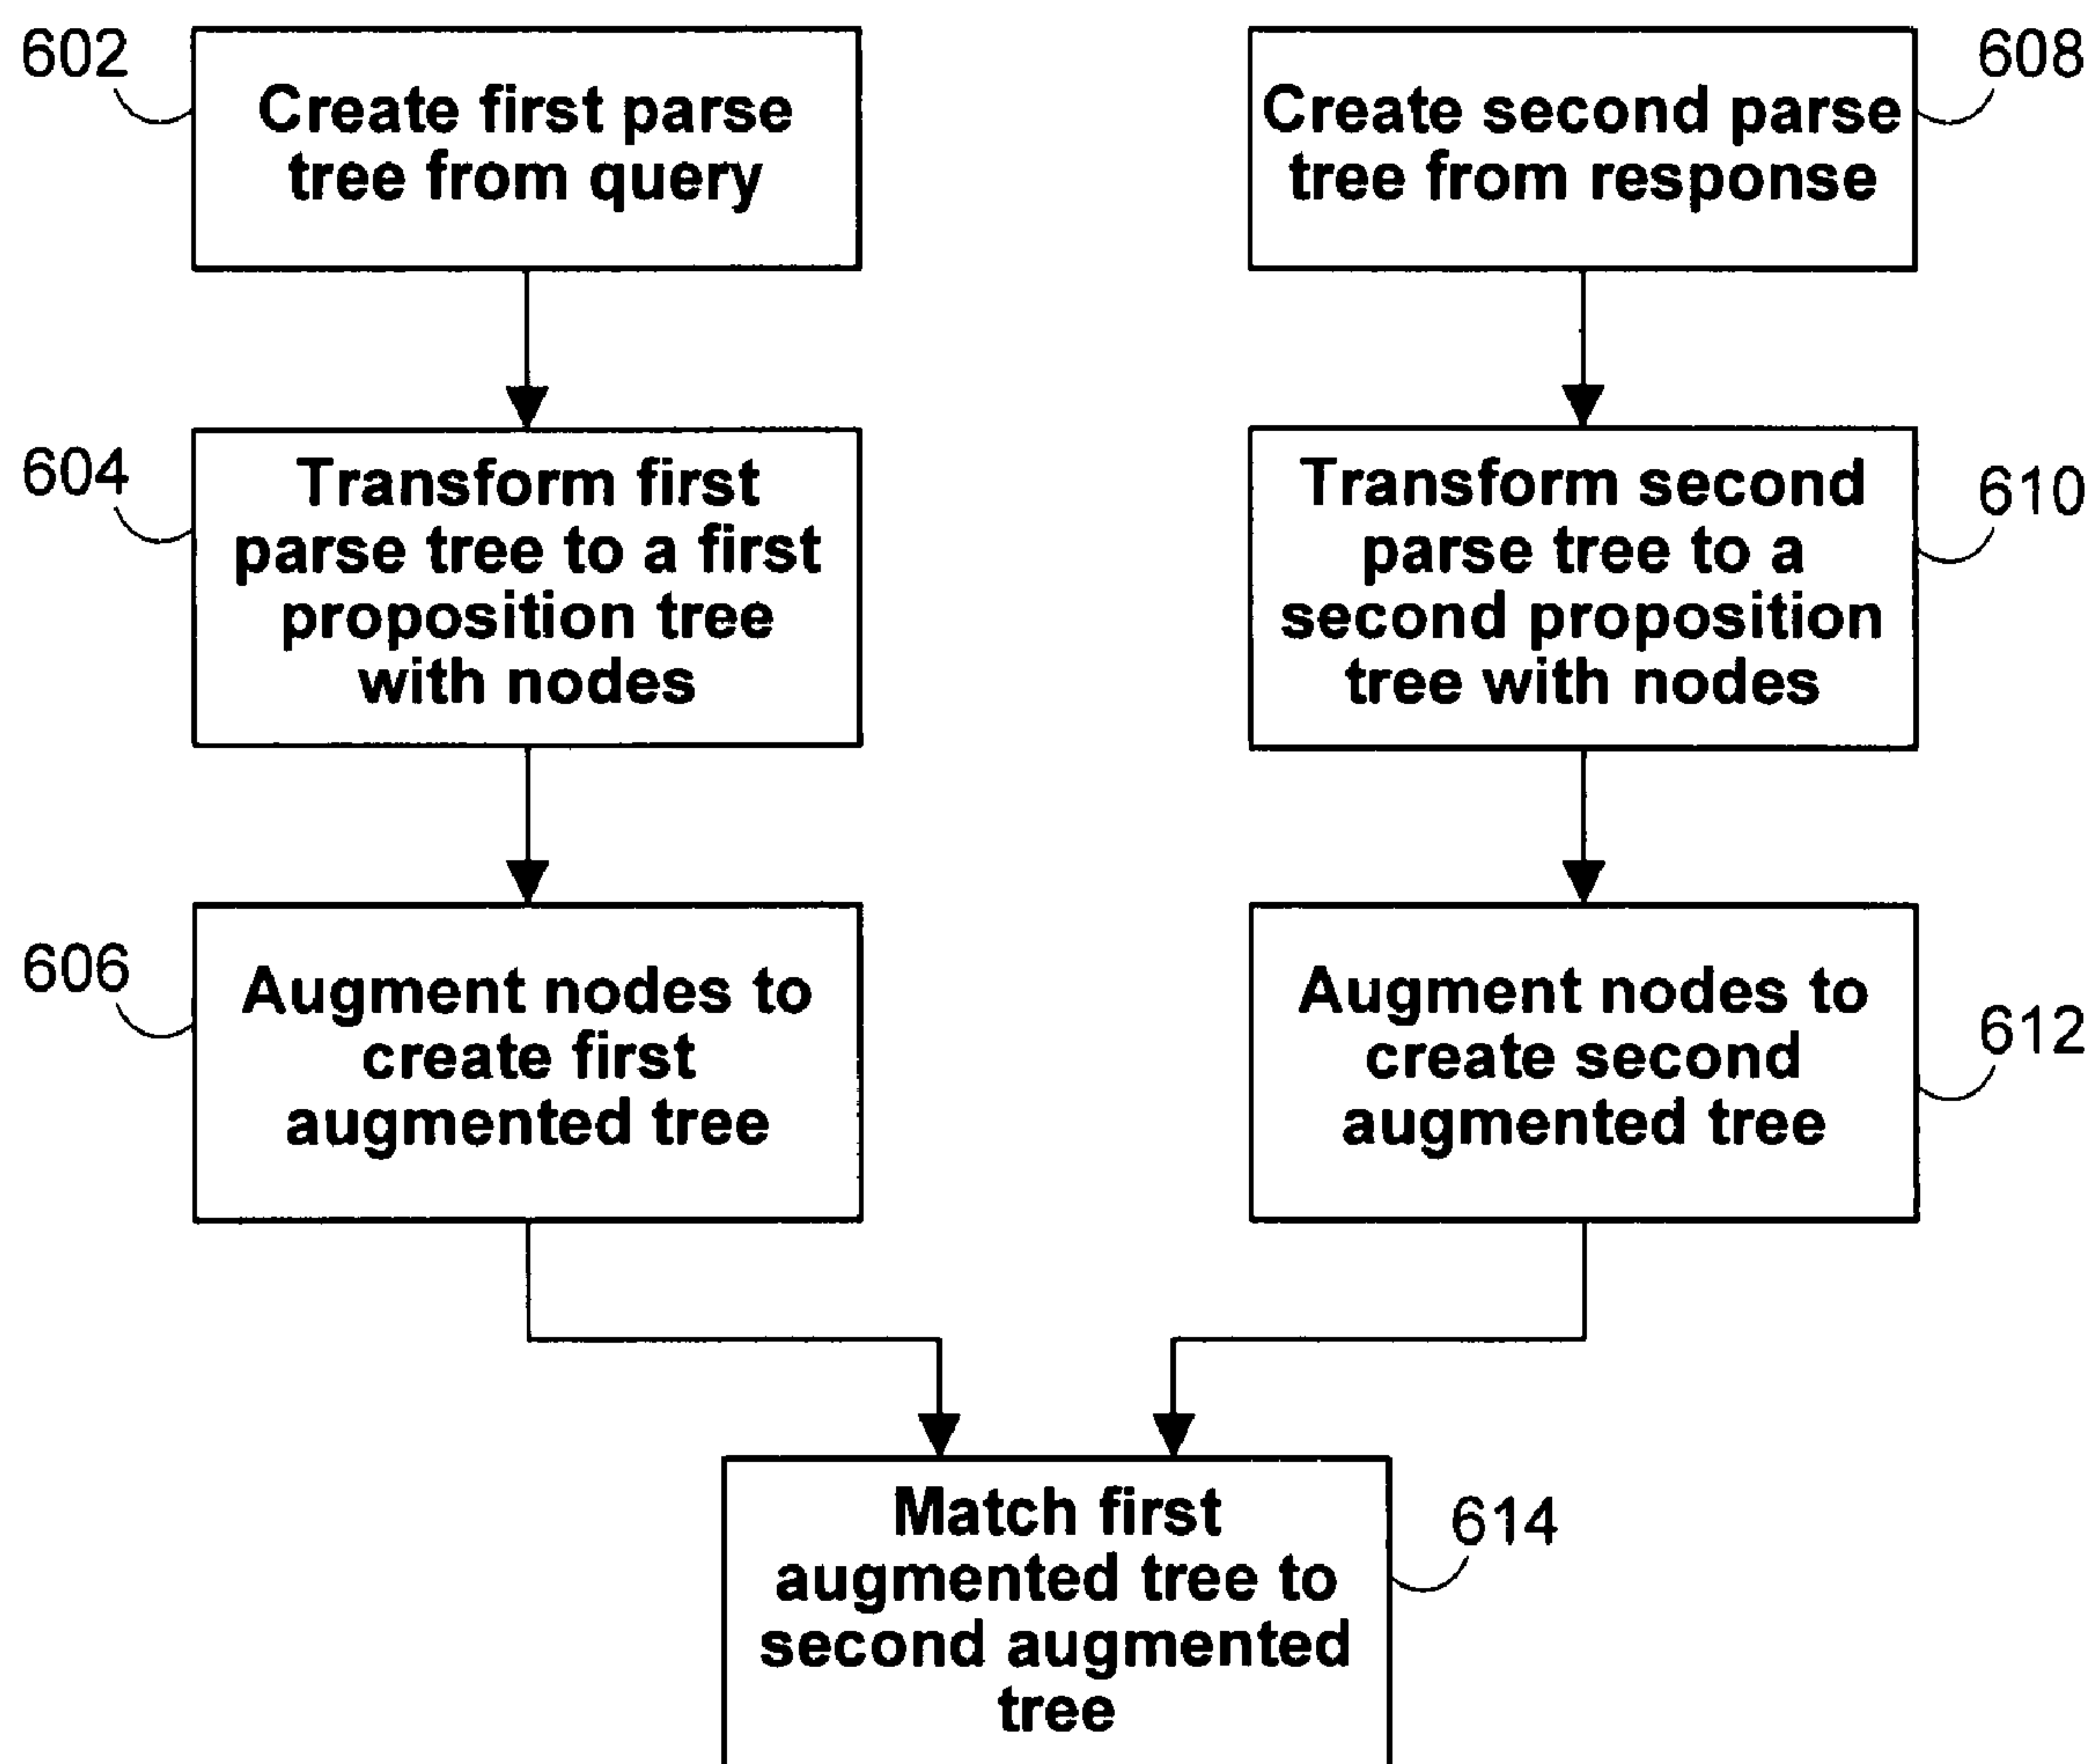 602
Create first parse
tree from query
604
Transform first
parse tree to a first
proposition tree
with nodes
606
Augment nodes to
create first
augmented tree
608
Create second parse
tree from response
610
Transform second
parse tree to a
second proposition
tree with nodes
612
Augment nodes to
create second
augmented tree
Match first
augmented tree to
second augmented
tree
614